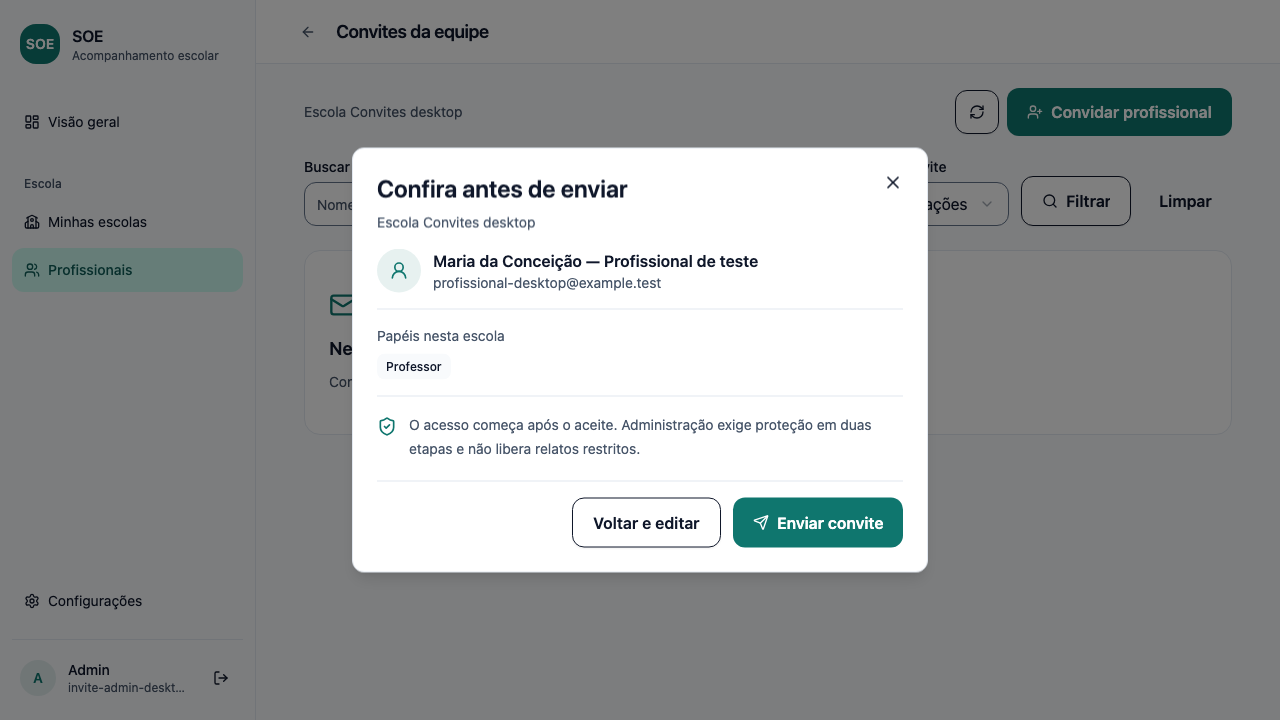 SOE
SOE
Acompanhamento escolar
Visão geral
Escola
Minhas escolas
Profissionais
Configurações
A
Admin
invite-admin-deskt...
Convites da equipe
Escola Convites desktop
Convidar profissional
Buscar
Filtrar
Limpar
Confira antes de enviar
Escola Convites desktop
Maria da Conceição — Profissional de teste
profissional-desktop@example.test
Papéis nesta escola
Professor
O acesso começa após o aceite. Administração exige proteção em duas
etapas e não libera relatos restritos.
Voltar e editar
Enviar convite